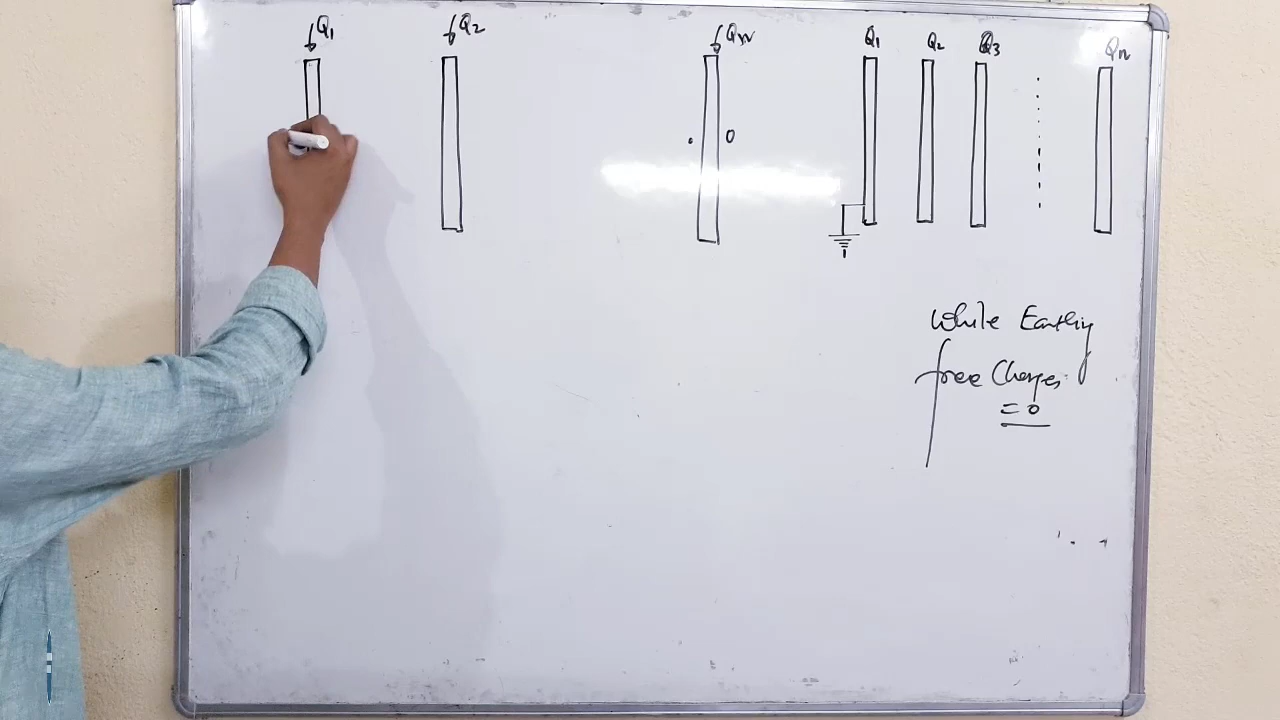 Q1 Q2 Qn Q1 Q2 Q3 Qn
0
While Earthing
free Charges
= 0